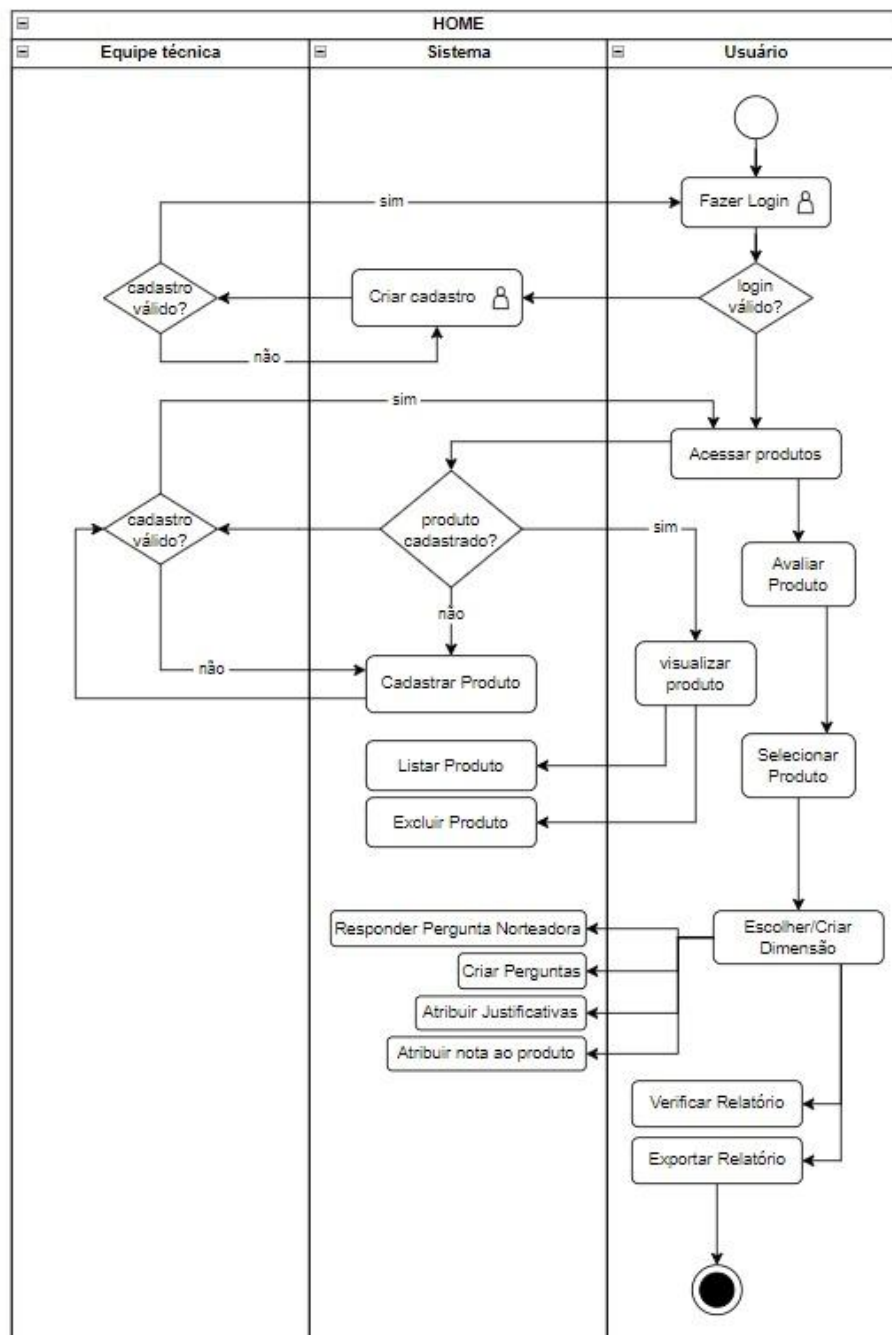 HOME
Equipe técnica
Sistema
Usuário
sim
Fazer Login
cadastro
válido?
Criar cadastro
login
válido?
não
sim
Acessar produtos
cadastro
válido?
produto
cadastrado?
sim
Avaliar
Produto
não
não
Cadastrar Produto
visualizar
produto
Listar Produto
Selecionar
Produto
Excluir Produto
Responder Pergunta Norteadora
Escolher/Criar
Dimensão
Criar Perguntas
Atribuir Justificativas
Atribuir nota ao produto
Verificar Relatório
Exportar Relatório